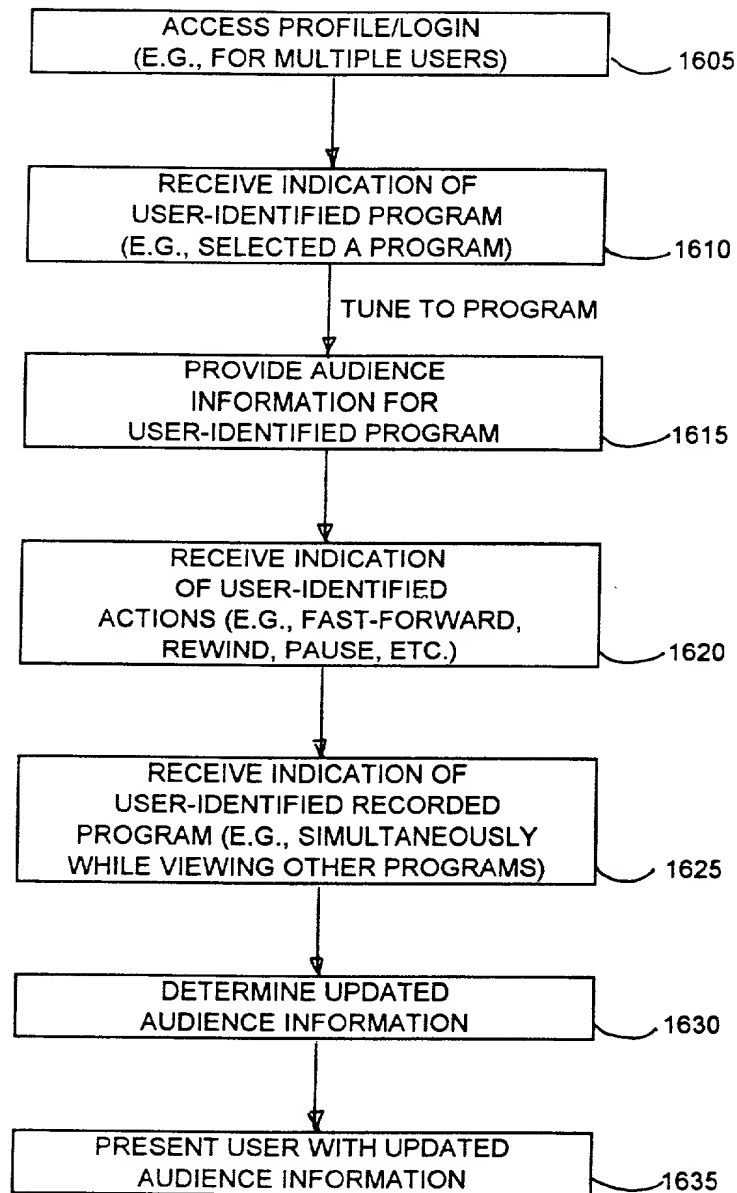 ACCESS PROFILE/LOGIN
(E.G., FOR MULTIPLE USERS)
1605
RECEIVE INDICATION OF
USER-IDENTIFIED PROGRAM
(E.G., SELECTED A PROGRAM)
1610
TUNE TO PROGRAM
PROVIDE AUDIENCE
INFORMATION FOR
USER-IDENTIFIED PROGRAM
1615
RECEIVE INDICATION
OF USER-IDENTIFIED
ACTIONS (E.G., FAST-FORWARD,
REWIND, PAUSE, ETC.)
1620
RECEIVE INDICATION OF
USER-IDENTIFIED RECORDED
PROGRAM (E.G., SIMULTANEOUSLY
WHILE VIEWING OTHER PROGRAMS)
1625
DETERMINE UPDATED
AUDIENCE INFORMATION
1630
PRESENT USER WITH UPDATED
AUDIENCE INFORMATION
1635